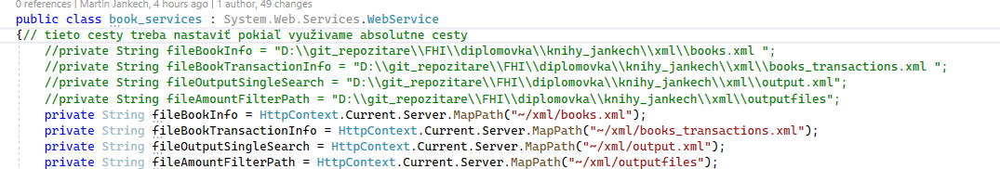 0 references | Martin Jankech, 4 hours ago | 1 author, 49 changes
public class book_services : System.Web.Services.WebService
{// tieto cesty treba nastaviť pokiaľ využivame absolutne cesty
//private String fileBookInfo = "D:\\git_repozitare\\FHI\\diplomovka\\knihy_jankech\\xml\\books.xml ";
//private String fileBookTransactionInfo = "D:\\git_repozitare\\FHI\\diplomovka\\knihy_jankech\\xml\\books_transactions.xml ";
//private String fileOutputSingleSearch = "D:\\git_repozitare\\FHI\\diplomovka\\knihy_jankech\\xml\\output.xml";
//private String fileAmountFilterPath = "D:\\git_repozitare\\FHI\\diplomovka\\knihy_jankech\\xml\\outputfiles";
private String fileBookInfo = HttpContext.Current.Server.MapPath("~/xml/books.xml");
private String fileBookTransactionInfo = HttpContext.Current.Server.MapPath("~/xml/books_transactions.xml");
private String fileOutputSingleSearch = HttpContext.Current.Server.MapPath("~/xml/output.xml");
private String fileAmountFilterPath = HttpContext.Current.Server.MapPath("~/xml/outputfiles");